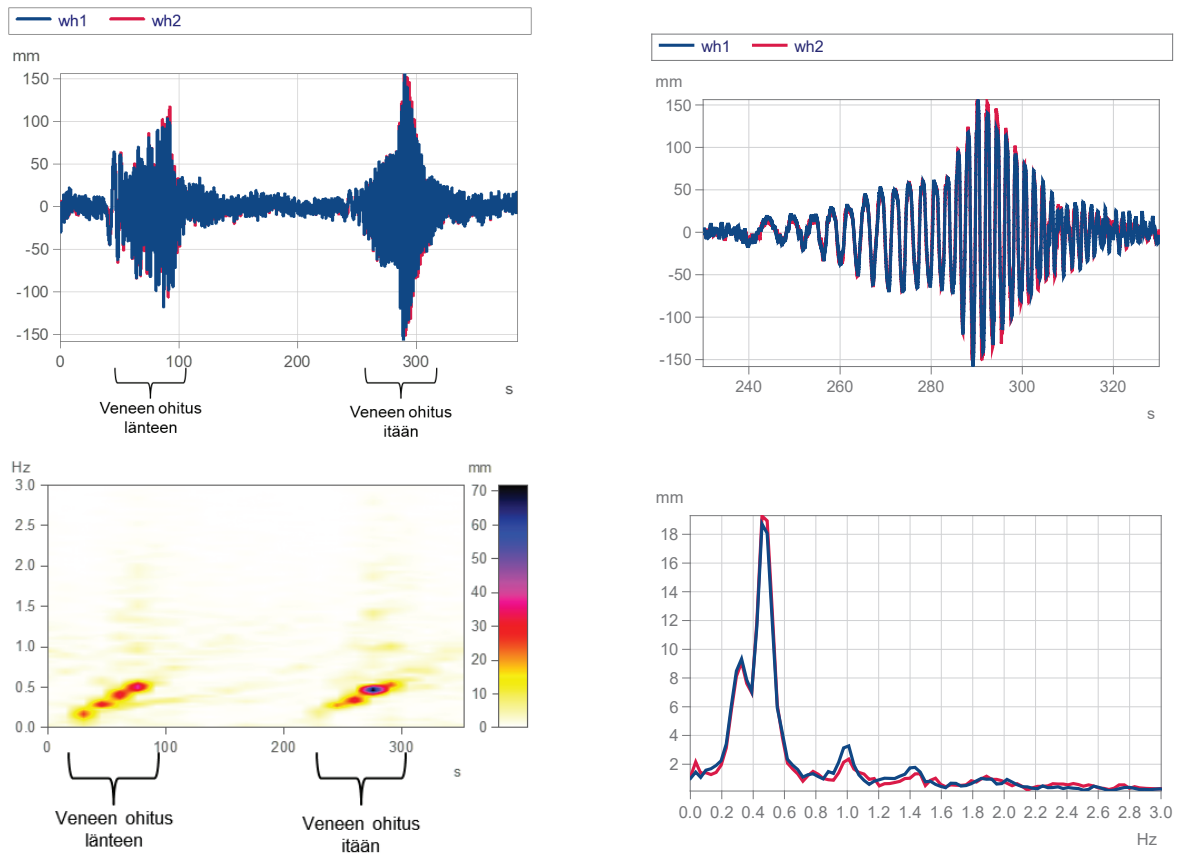 wh1 wh2
mm
150
100
50
0
-50
-100
-150
0 100 200 300
s
Veneen ohitus
länteen
Veneen ohitus
itään
wh1 wh2
mm
150
100
50
0
-50
-100
-150
240 260 280 300 320
s
Hz
3.0
2.5
2.0
1.5
1.0
0.5
0.0
0 100 200 300
s
mm
70
60
50
40
30
20
10
0
Veneen ohitus
länteen
Veneen ohitus
itään
mm
18
16
14
12
10
8
6
4
2
0.0 0.2 0.4 0.6 0.8 1.0 1.2 1.4 1.6 1.8 2.0 2.2 2.4 2.6 2.8 3.0
Hz